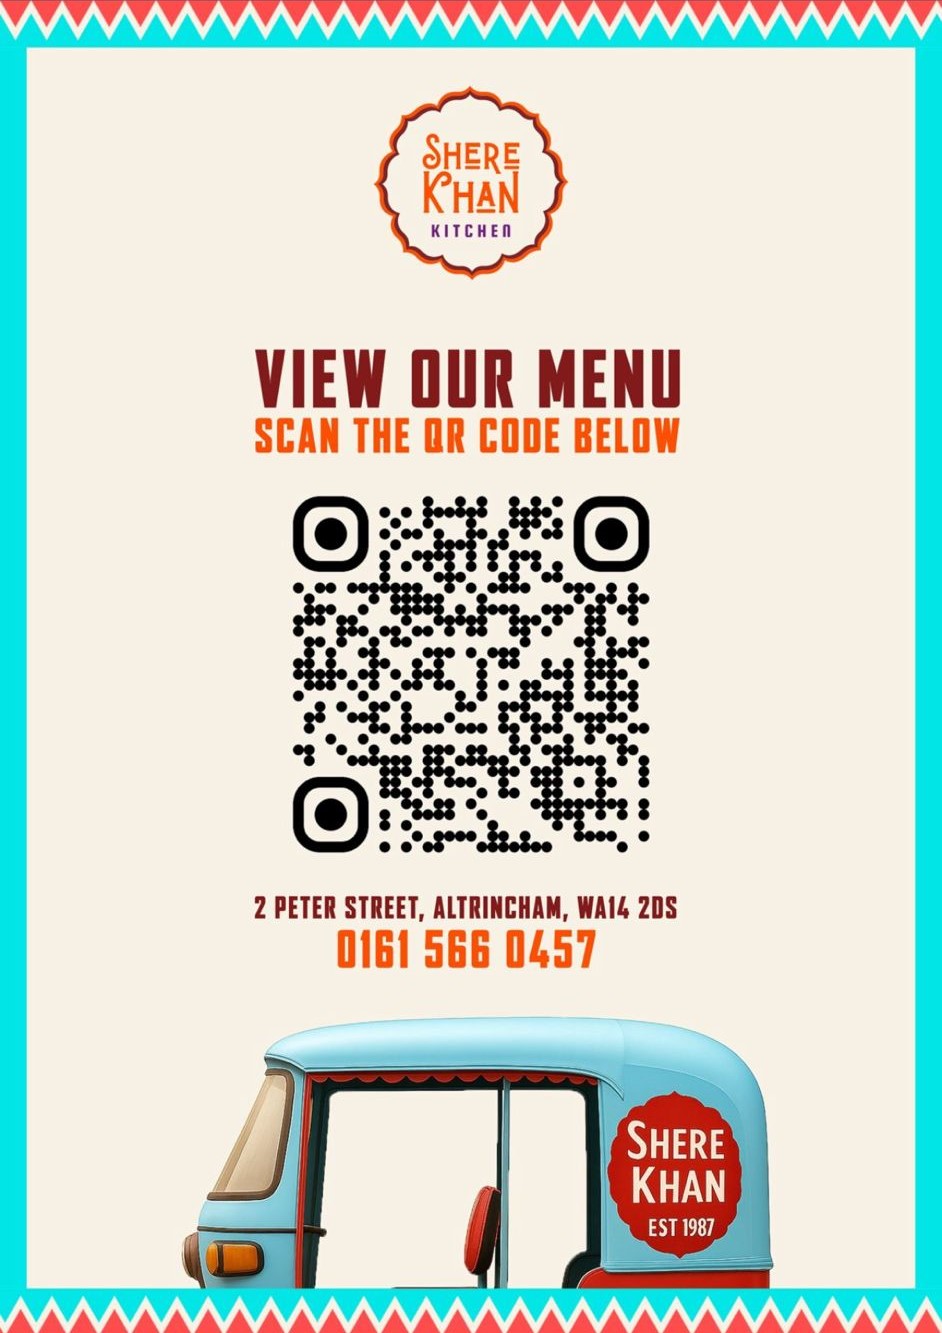 SHERE
KHAN
KITCHEN
VIEW OUR MENU
SCAN THE QR CODE BELOW
2 PETER STREET, ALTRINCHAM, WA14 2DS
0161 566 0457
SHERE
KHAN
EST 1987